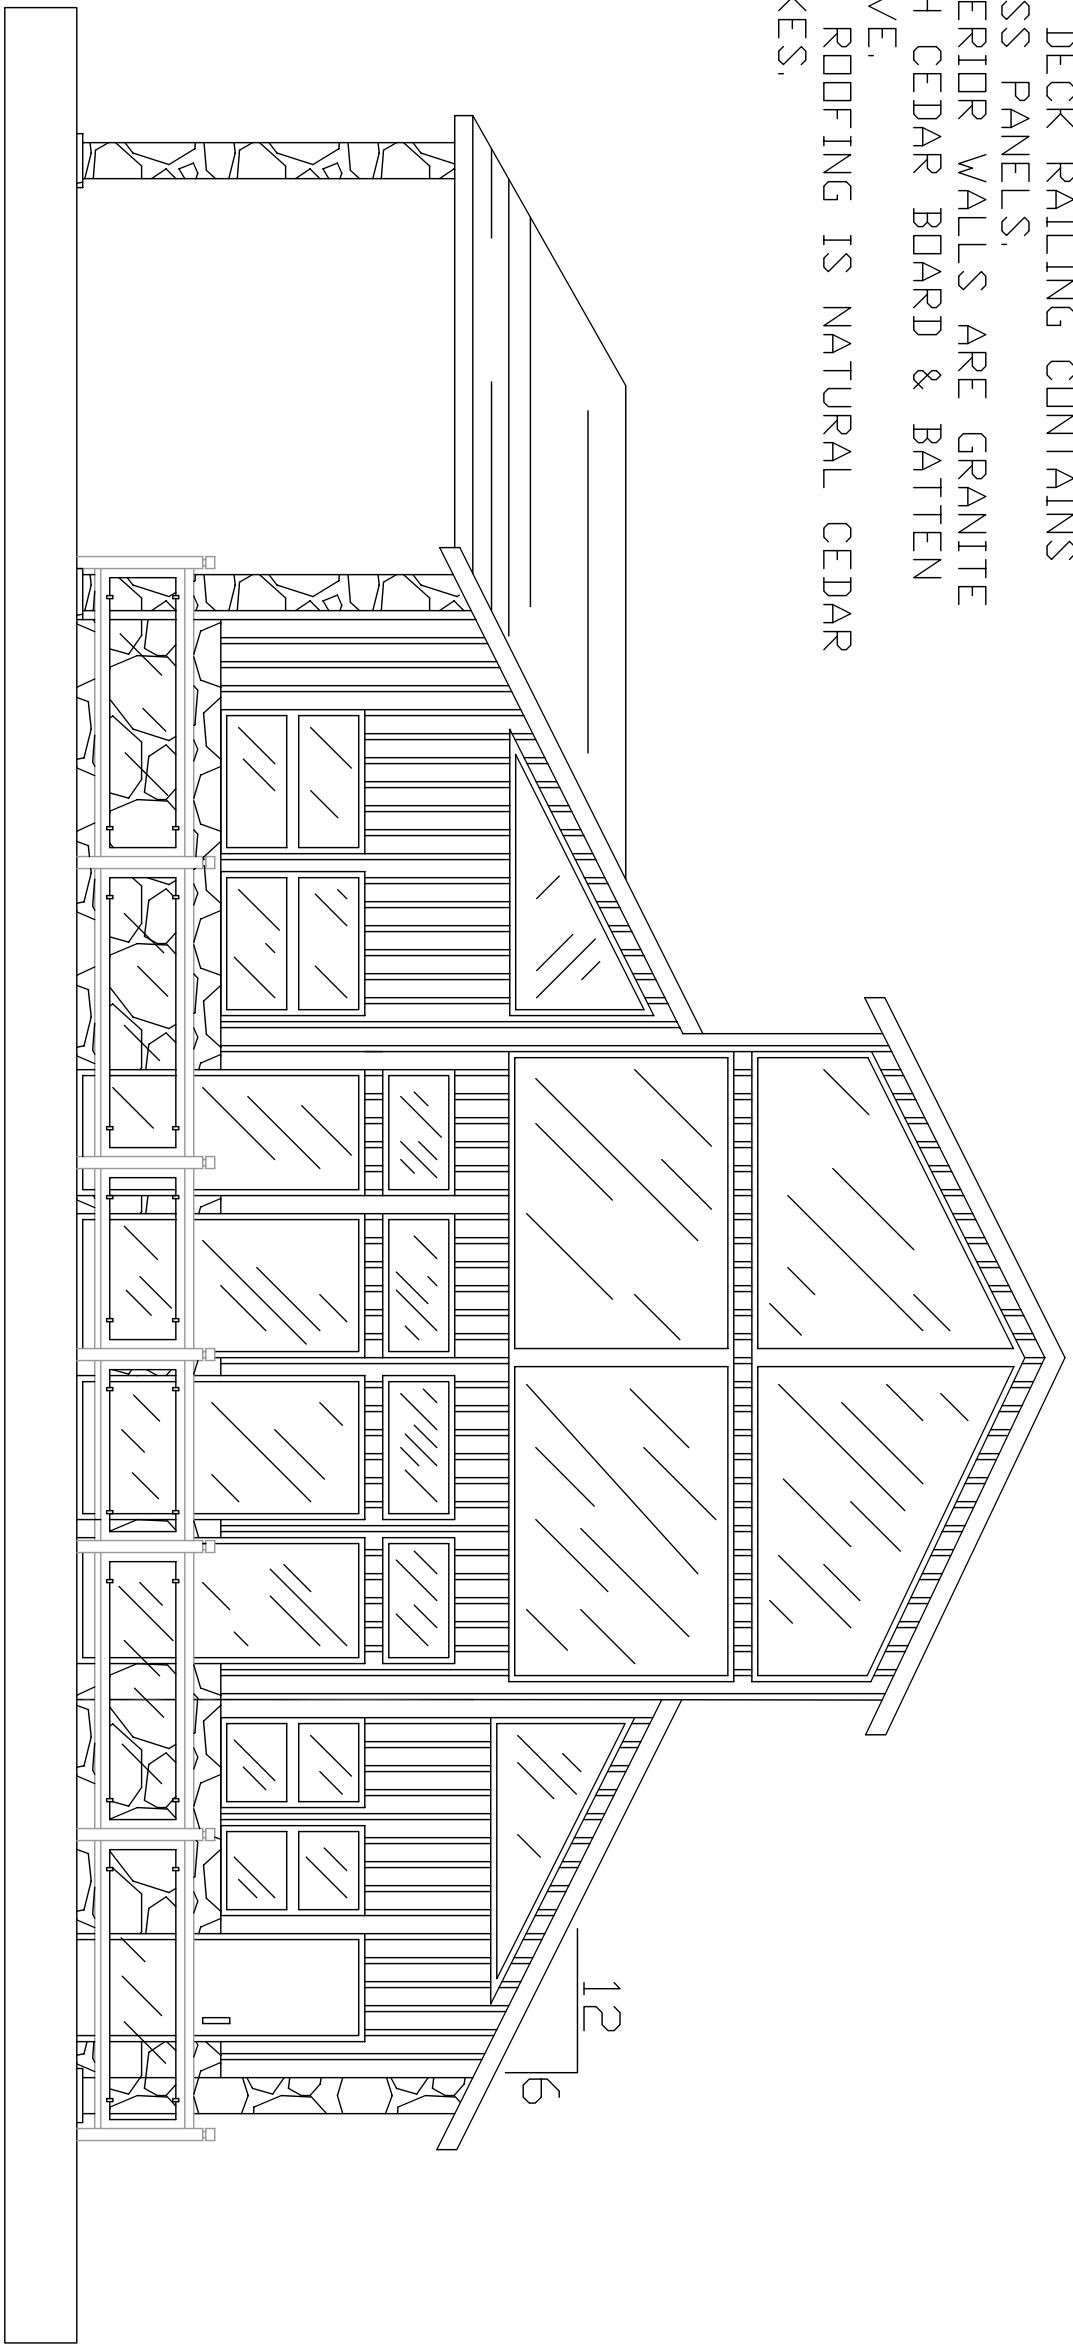 DECK RAILING CONTAINS
SS PANELS.
ERIOR WALLS ARE GRANITE
H CEDAR BOARD & BATTEN
VE.
ROOFING IS NATURAL CEDAR
KES.
12
6